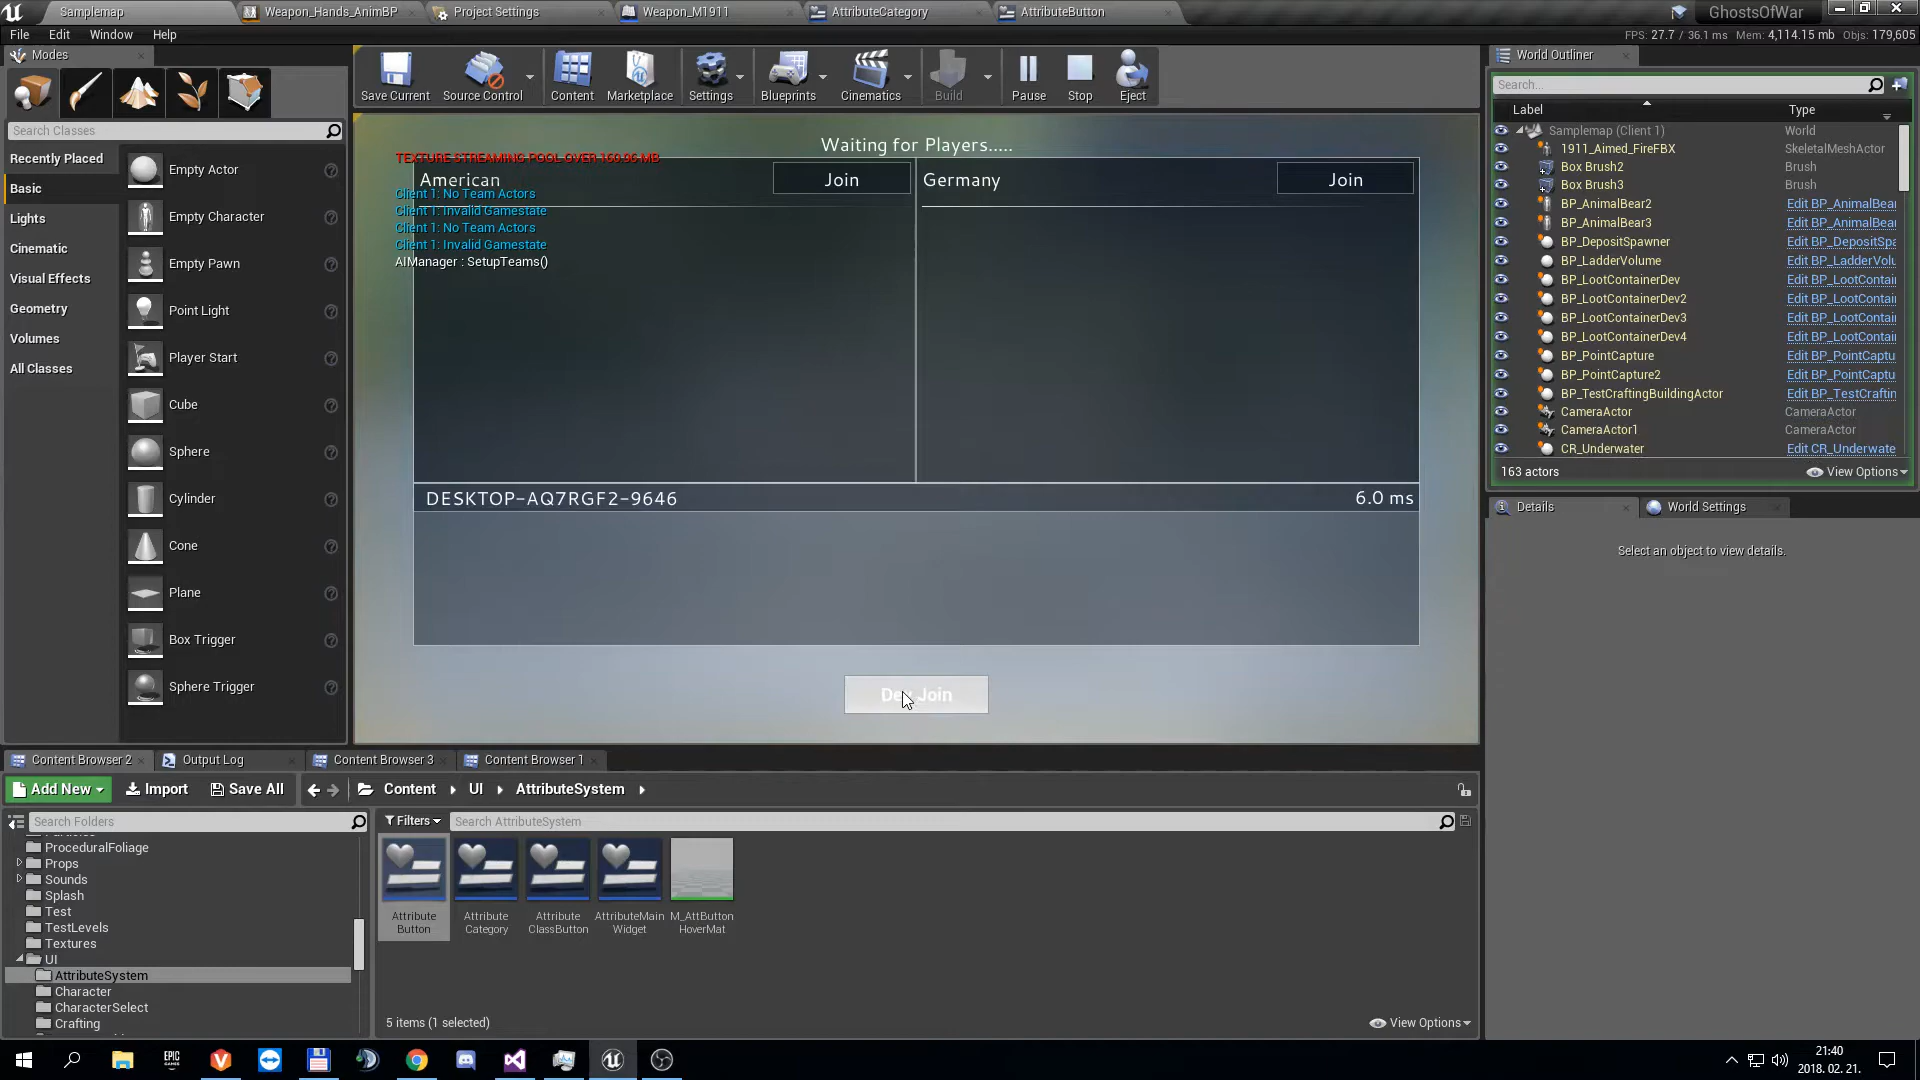 Samplemap
Weapon_Hands_AnimBP
Project Settings
Weapon_M1911
AttributeCategory
AttributeButton
GhostsOfWar
File Edit Window Help
FPS: 27.7 / 36.1 ms Mem: 4,114.15 mb Objs: 179,605
Modes
Save Current
Source Control
Content
Marketplace
Settings
Blueprints
Cinematics
Build
Pause
Stop
Eject
Search Classes
Recently Placed
Basic
Lights
Cinematic
Visual Effects
Geometry
Volumes
All Classes
Empty Actor
Empty Character
Empty Pawn
Point Light
Player Start
Cube
Sphere
Cylinder
Cone
Plane
Box Trigger
Sphere Trigger
Waiting for Players.....
TEXTURE STREAMING POOL OVER 160.96 MB
American
Join
Germany
Join
Client 1: No Team Actors
Client 1: Invalid Gamestate
Client 1: No Team Actors
Client 1: Invalid Gamestate
AIManager : SetupTeams()
DESKTOP-AQ7RGF2-9646
6.0 ms
Join
World Outliner
Search...
Label Type
Samplemap (Client 1) World
1911_Aimed_FireFBX SkeletalMeshActor
Box Brush2 Brush
Box Brush3 Brush
BP_AnimalBear2 Edit BP_AnimalBear
BP_AnimalBear3 Edit BP_AnimalBear
BP_DepositSpawner Edit BP_DepositSpa
BP_LadderVolume Edit BP_LadderVolu
BP_LootContainerDev Edit BP_LootContai
BP_LootContainerDev2 Edit BP_LootContai
BP_LootContainerDev3 Edit BP_LootContai
BP_LootContainerDev4 Edit BP_LootContai
BP_PointCapture Edit BP_PointCaptu
BP_PointCapture2 Edit BP_PointCaptu
BP_TestCraftingBuildingActor Edit BP_TestCraftin
CameraActor CameraActor
CameraActor1 CameraActor
CR_Underwater Edit CR_Underwate
163 actors
View Options
Details
World Settings
Select an object to view details.
Content Browser 2
Output Log
Content Browser 3
Content Browser 1
Add New
Import
Save All
Content
UI
AttributeSystem
Search Folders
Filters
Search AttributeSystem
ProceduralFoliage
Props
Sounds
Splash
Test
TestLevels
Textures
UI
AttributeSystem
Character
CharacterSelect
Crafting
Attribute
Button
Attribute
Category
Attribute
ClassButton
AttributeMain
Widget
M_AttButton
HoverMat
5 items (1 selected)
View Options
EPIC
GAMES
21:40
2018. 02. 21.